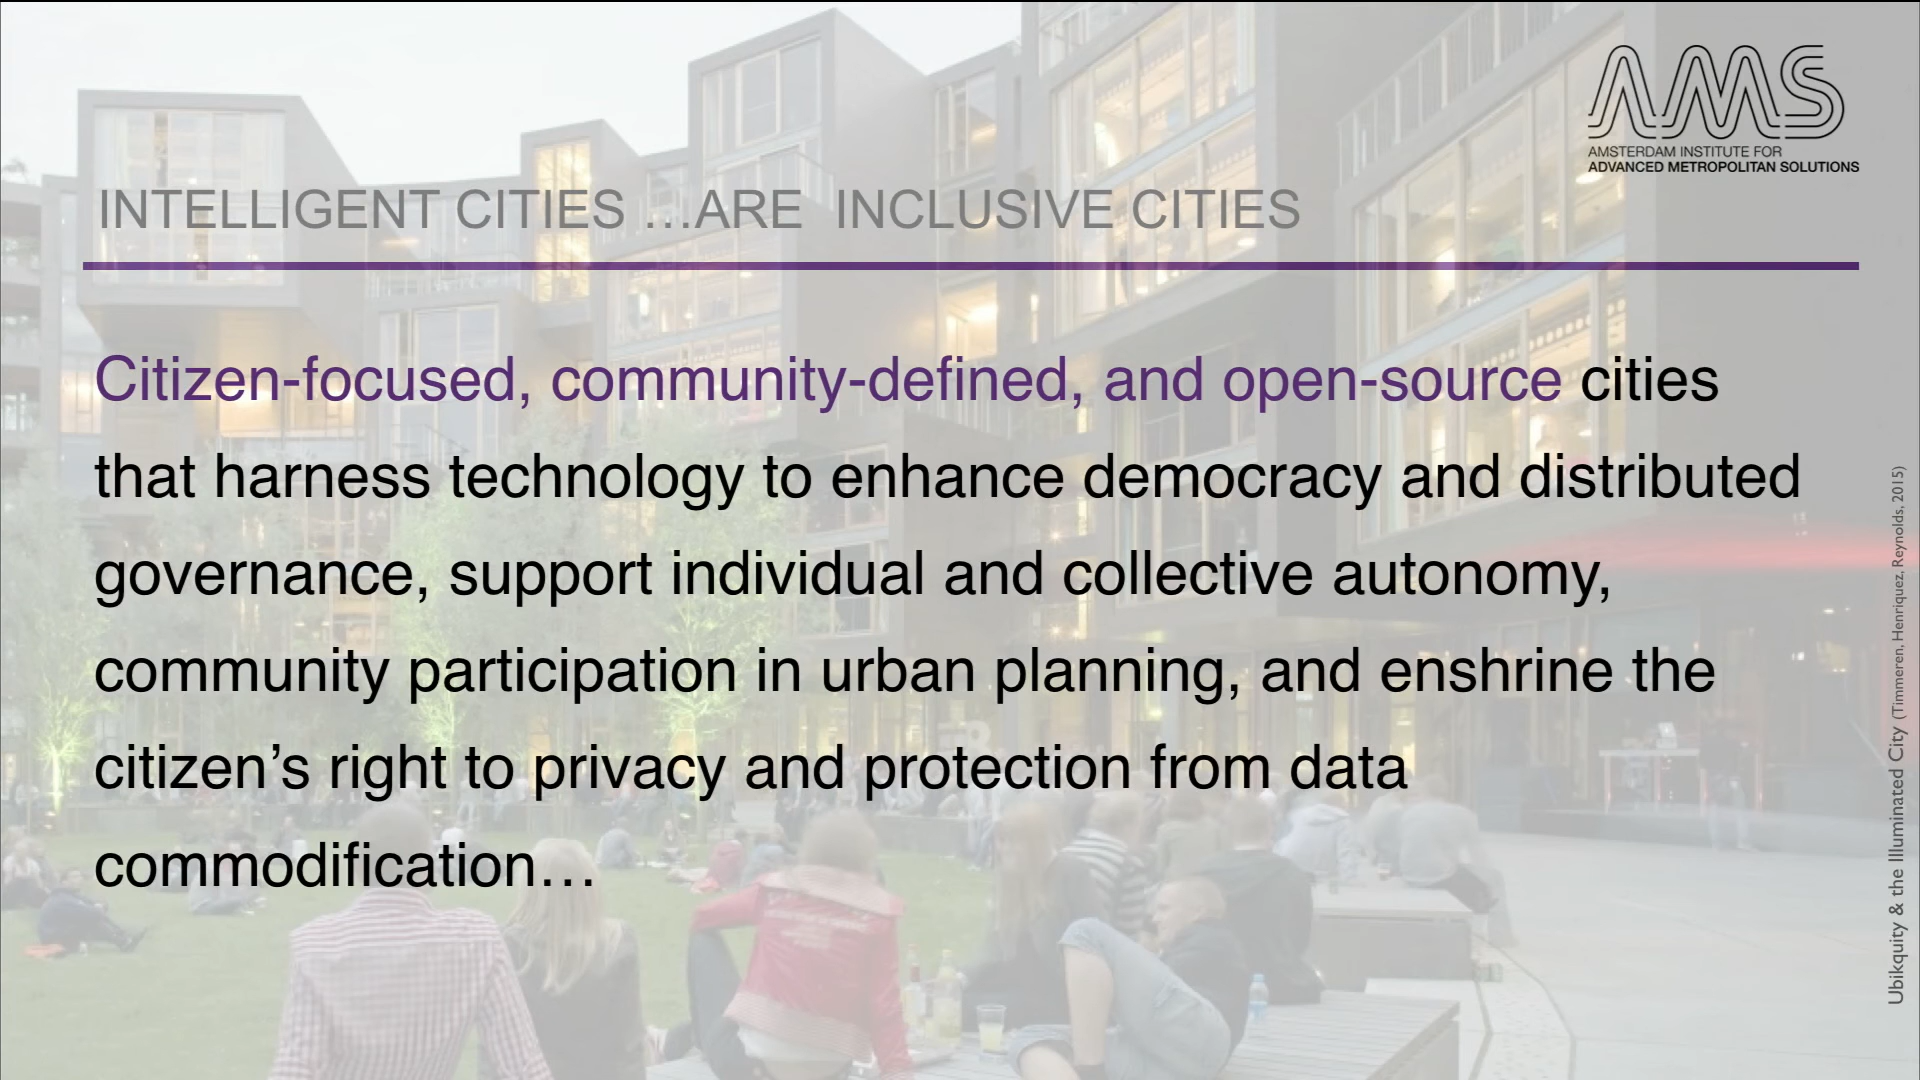 AMS
AMSTERDAM INSTITUTE FOR
ADVANCED METROPOLITAN SOLUTIONS
INTELLIGENT CITIES …ARE  INCLUSIVE CITIES
Citizen-focused, community-defined, and open-source cities
that harness technology to enhance democracy and distributed
governance, support individual and collective autonomy,
community participation in urban planning, and enshrine the
citizen’s right to privacy and protection from data
commodification…
Ubikquity & the Illuminated City (Timmeren, Henriquez, Reynolds, 2015)